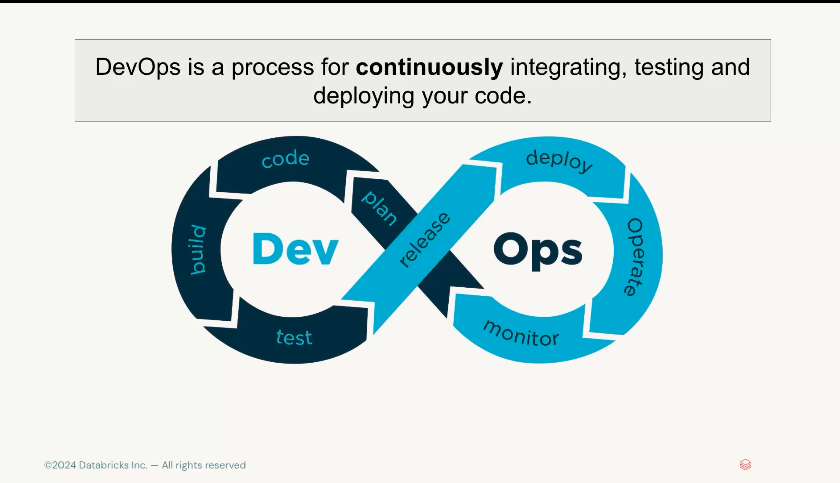 DevOps is a process for continuously integrating, testing and
deploying your code.
code
plan
build
Dev
test
release
deploy
Ops
Operate
monitor
©2024 Databricks Inc. — All rights reserved